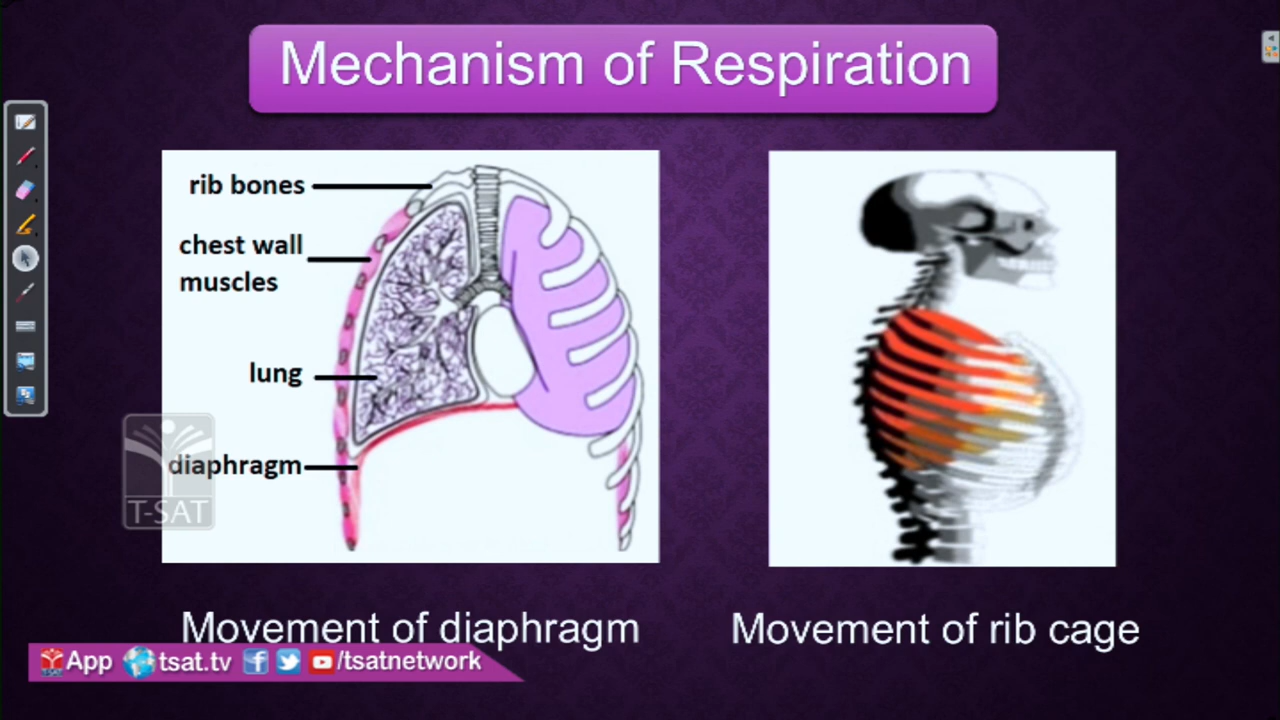 Mechanism of Respiration
rib bones
chest wall
muscles
lung
diaphragm
T-SAT
Movement of diaphragm
Movement of rib cage
App tsat.tv /tsatnetwork